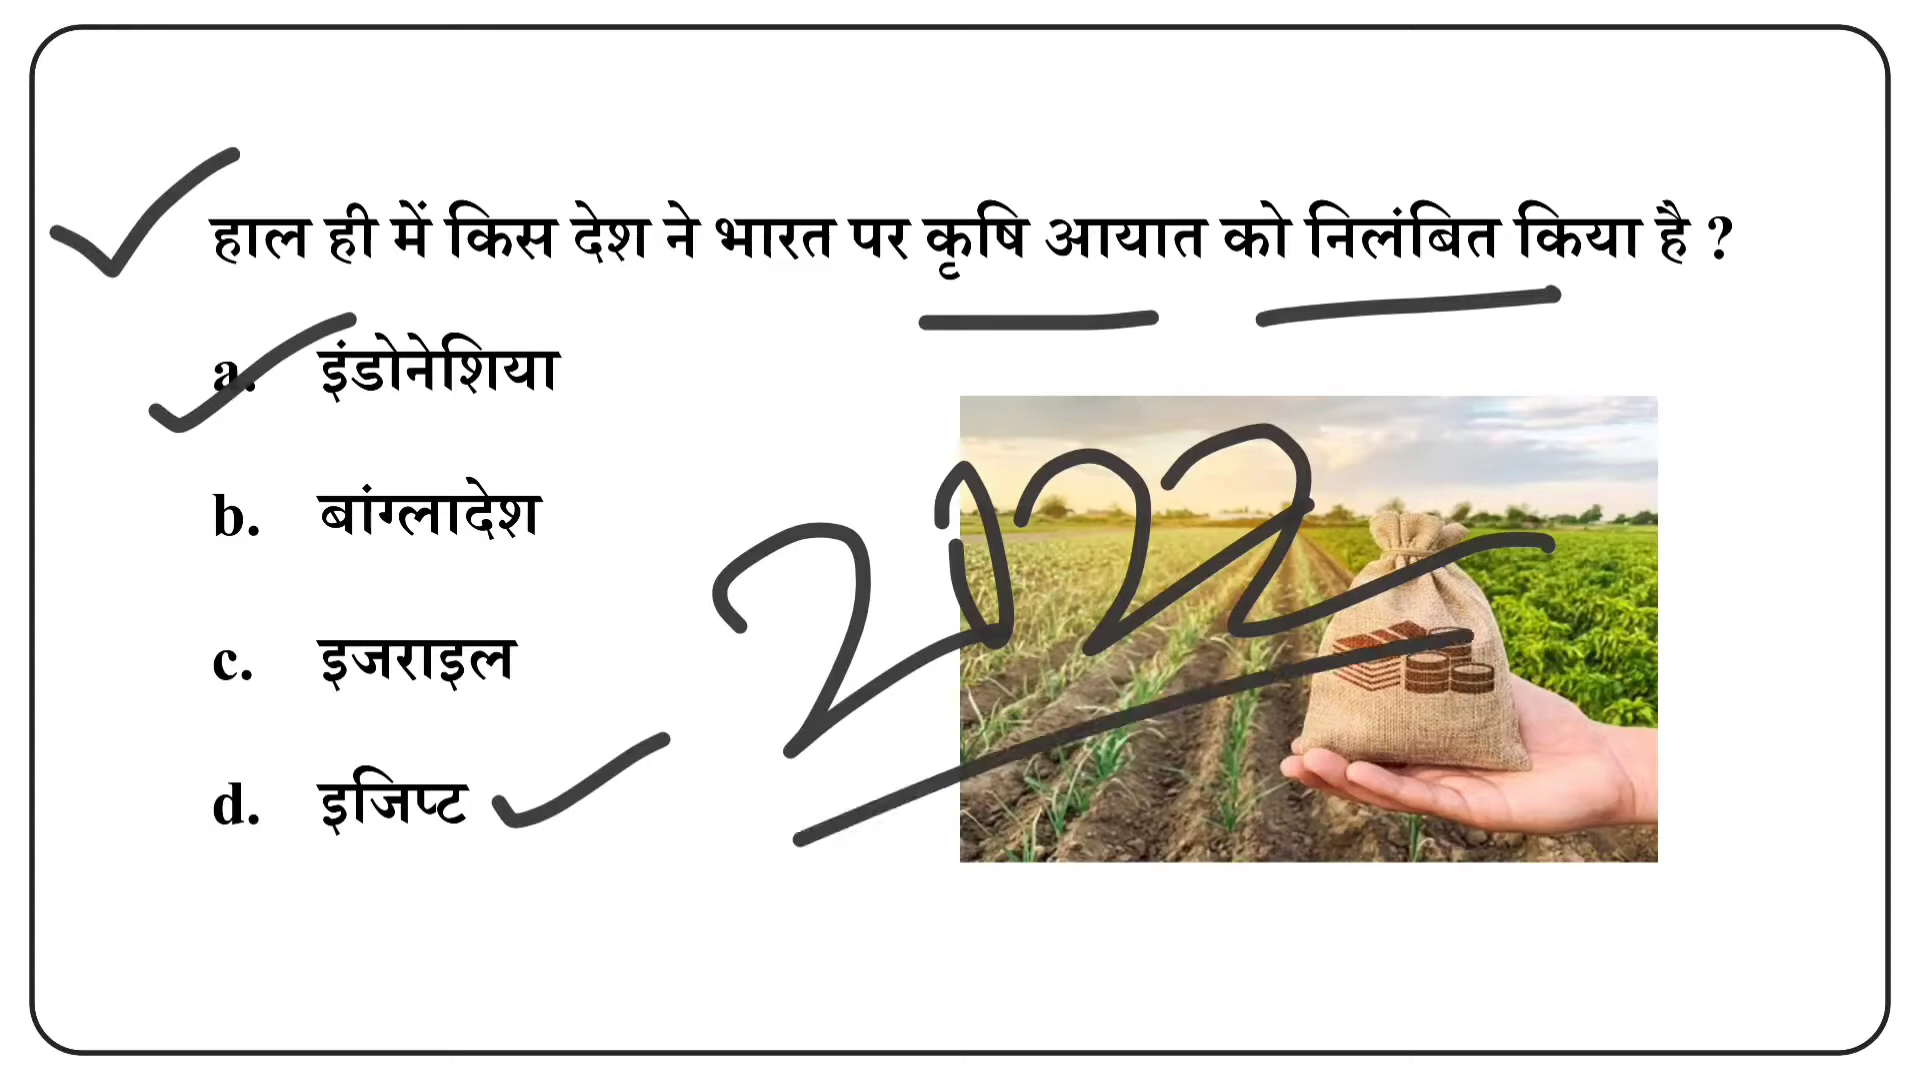 हाल ही में किस देश ने भारत पर कृषि आयात को निलंबित किया है ?
a. इंडोनेशिया
b. बांग्लादेश
2022
c. इजराइल
d. इजिप्ट